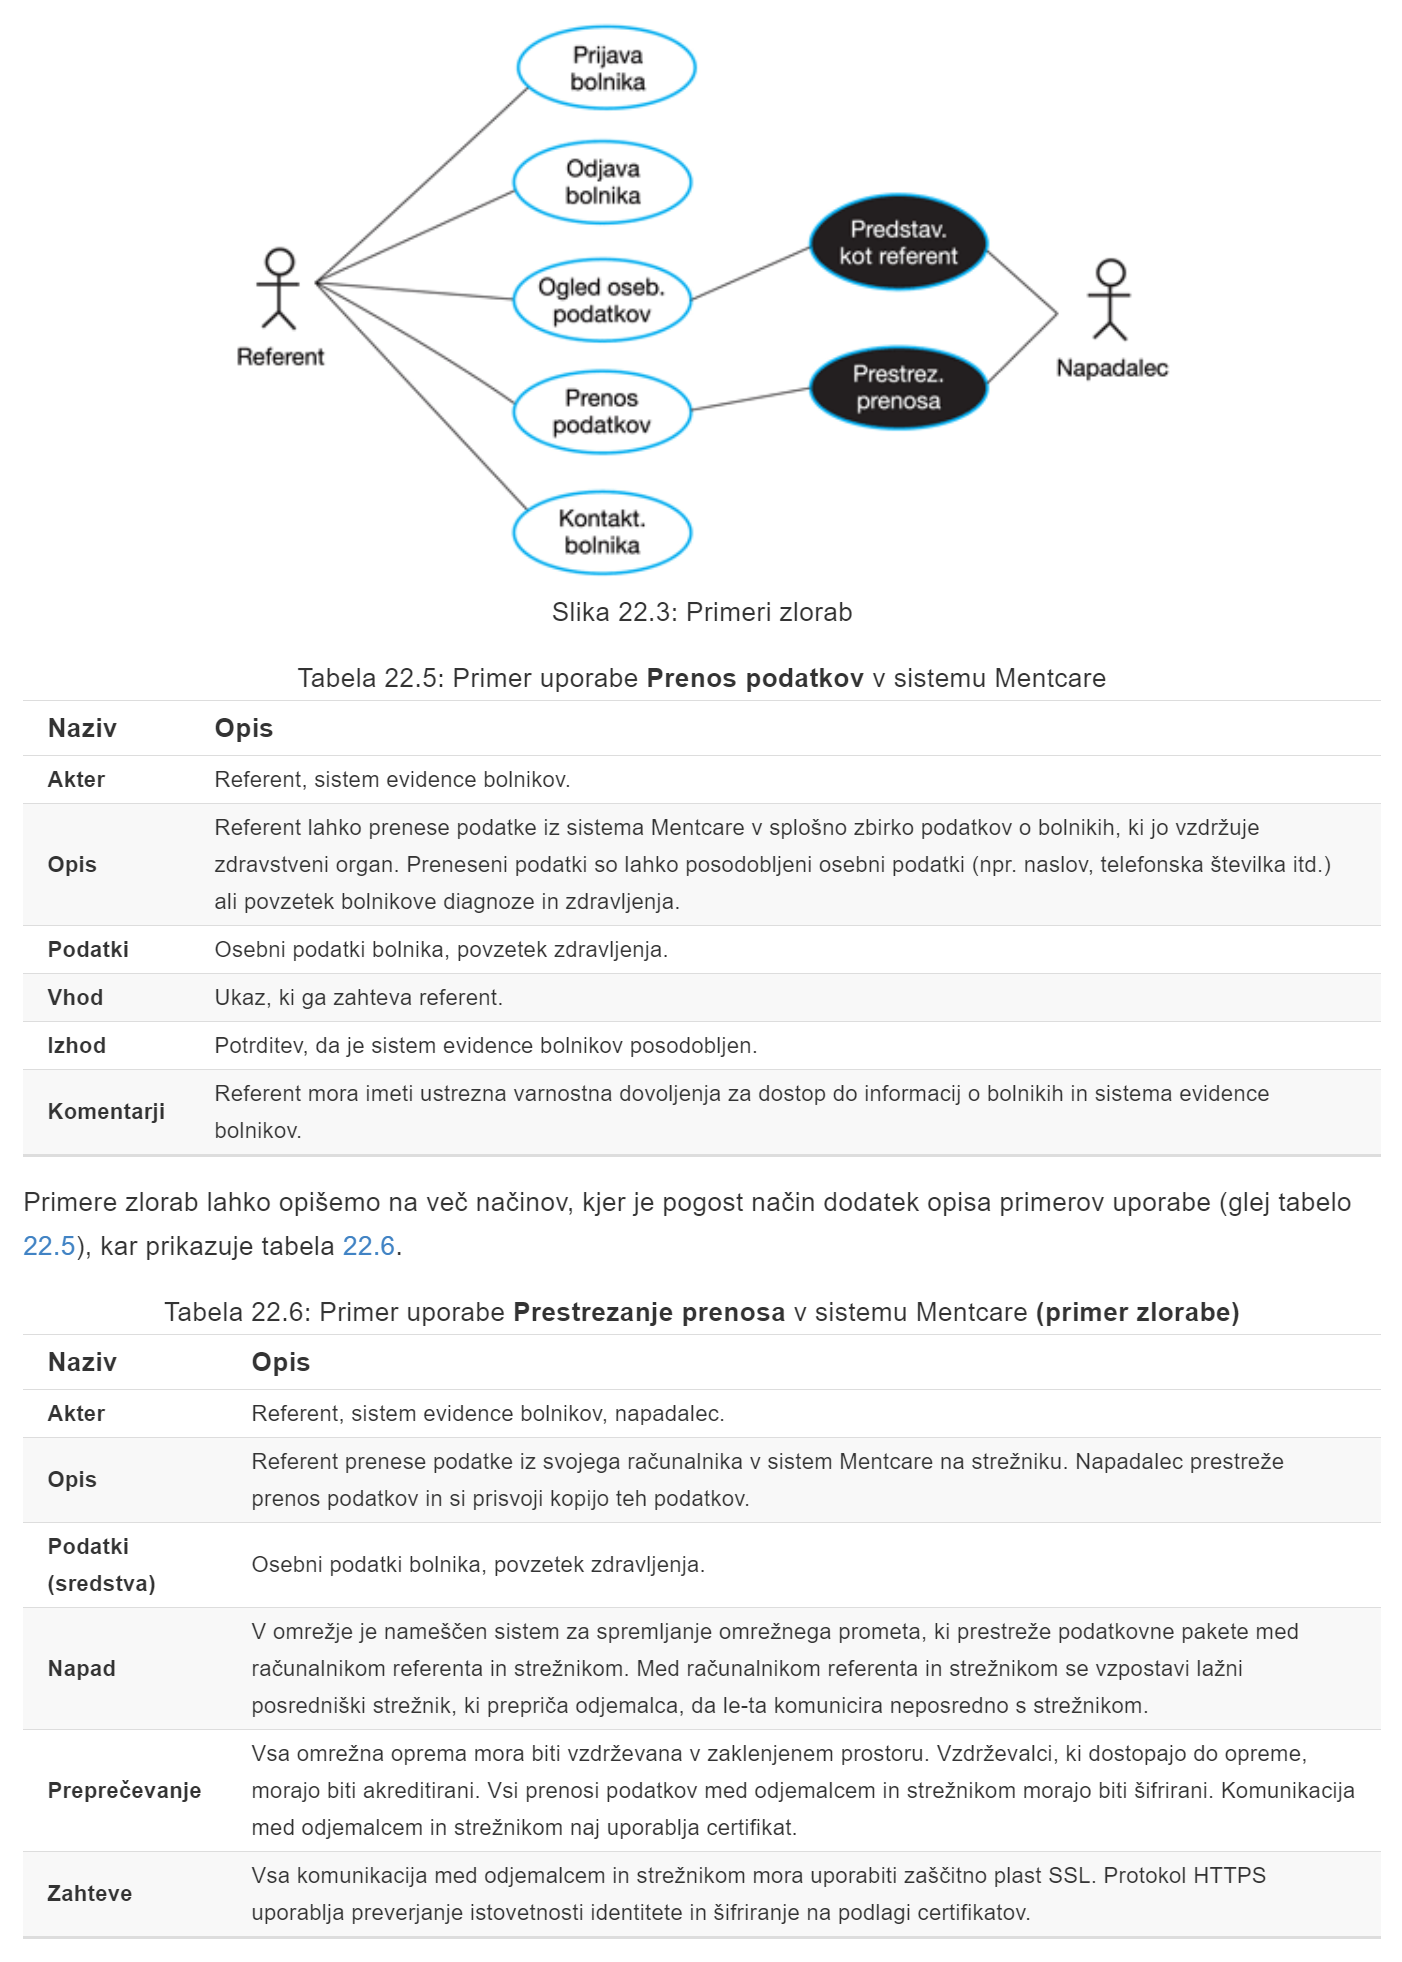 Prijava
bolnika
Odjava
bolnika
Predstav.
kot referent
Ogled oseb.
podatkov
Referent
Napadalec
Prestrez.
prenosa
Prenos
podatkov
Kontakt.
bolnika
Slika 22.3: Primeri zlorab
Tabela 22.5: Primer uporabe Prenos podatkov v sistemu Mentcare
Naziv Opis
Akter Referent, sistem evidence bolnikov.
Opis Referent lahko prenese podatke iz sistema Mentcare v splošno zbirko podatkov o bolnikih, ki jo vzdržuje
zdravstveni organ. Preneseni podatki so lahko posodobljeni osebni podatki (npr. naslov, telefonska številka itd.)
ali povzetek bolnikove diagnoze in zdravljenja.
Podatki Osebni podatki bolnika, povzetek zdravljenja.
Vhod Ukaz, ki ga zahteva referent.
Izhod Potrditev, da je sistem evidence bolnikov posodobljen.
Komentarji Referent mora imeti ustrezna varnostna dovoljenja za dostop do informacij o bolnikih in sistema evidence
bolnikov.
Primere zlorab lahko opišemo na več načinov, kjer je pogost način dodatek opisa primerov uporabe (glej tabelo
22.5), kar prikazuje tabela 22.6.
Tabela 22.6: Primer uporabe Prestrezanje prenosa v sistemu Mentcare (primer zlorabe)
Naziv Opis
Akter Referent, sistem evidence bolnikov, napadalec.
Opis Referent prenese podatke iz svojega računalnika v sistem Mentcare na strežniku. Napadalec prestreže
prenos podatkov in si prisvoji kopijo teh podatkov.
Podatki
(sredstva) Osebni podatki bolnika, povzetek zdravljenja.
Napad V omrežje je nameščen sistem za spremljanje omrežnega prometa, ki prestreže podatkovne pakete med
računalnikom referenta in strežnikom. Med računalnikom referenta in strežnikom se vzpostavi lažni
posredniški strežnik, ki prepriča odjemalca, da le-ta komunicira neposredno s strežnikom.
Preprečevanje Vsa omrežna oprema mora biti vzdrževana v zaklenjenem prostoru. Vzdrževalci, ki dostopajo do opreme,
morajo biti akreditirani. Vsi prenosi podatkov med odjemalcem in strežnikom morajo biti šifrirani. Komunikacija
med odjemalcem in strežnikom naj uporablja certifikat.
Zahteve Vsa komunikacija med odjemalcem in strežnikom mora uporabiti zaščitno plast SSL. Protokol HTTPS
uporablja preverjanje istovetnosti identitete in šifriranje na podlagi certifikatov.